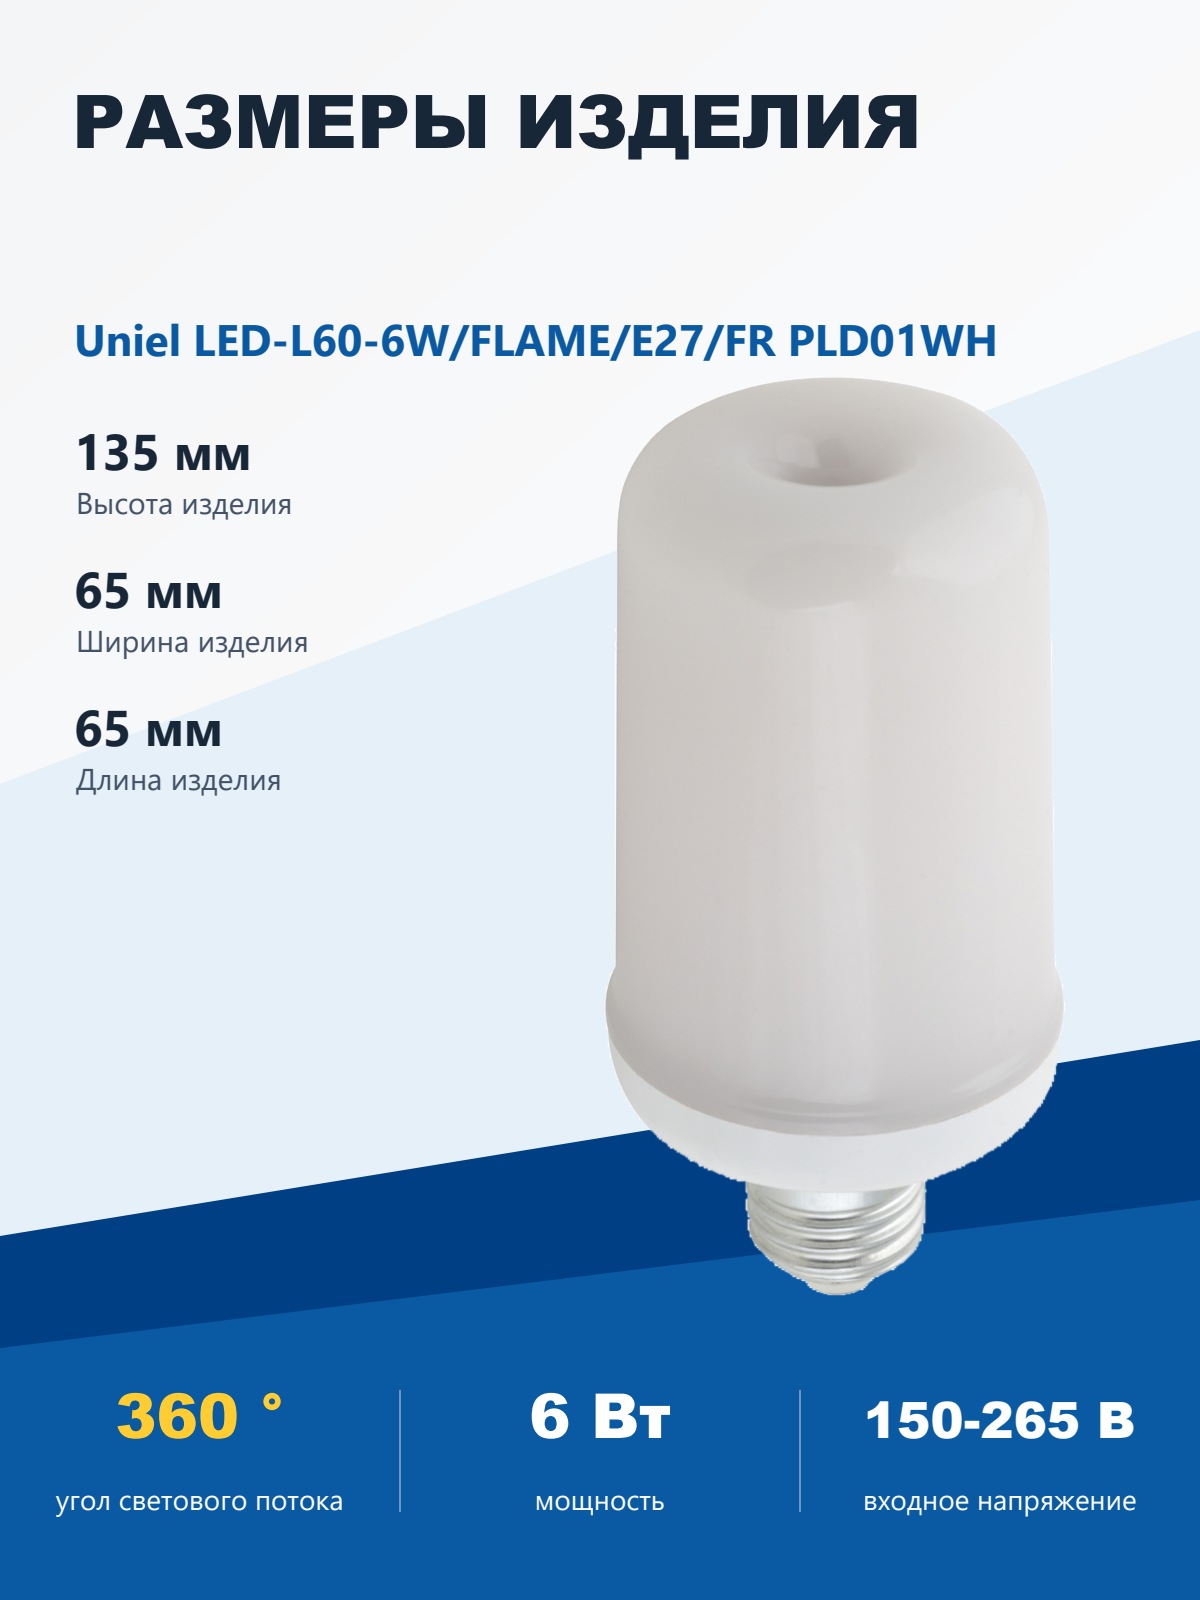 РАЗМЕРЫ ИЗДЕЛИЯ
Uniel LED-L60-6W/FLAME/E27/FR PLD01WH
135 мм
Высота изделия
65 мм
Ширина изделия
65 мм
Длина изделия
360 °
угол светового потока
6 Вт
мощность
150-265 В
входное напряжение